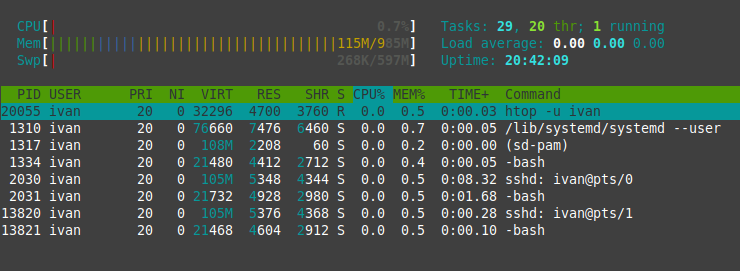 CPU[| 0.7%] Tasks: 29, 20 thr; 1 running
Mem[||||||||||||||||||||||||||||||||||||115M/985M] Load average: 0.00 0.00 0.00
Swp[| 268K/597M] Uptime: 20:42:09
PID USER PRI NI VIRT RES SHR S CPU% MEM% TIME+ Command
20055 ivan 20 0 32296 4700 3760 R 0.0 0.5 0:00.03 htop -u ivan
1310 ivan 20 0 76660 7476 6460 S 0.0 0.7 0:00.05 /lib/systemd/systemd --user
1317 ivan 20 0 108M 2208 60 S 0.0 0.2 0:00.00 (sd-pam)
1334 ivan 20 0 21480 4412 2712 S 0.0 0.4 0:00.05 -bash
2030 ivan 20 0 105M 5348 4344 S 0.0 0.5 0:08.32 sshd: ivan@pts/0
2031 ivan 20 0 21732 4928 2980 S 0.0 0.5 0:01.68 -bash
13820 ivan 20 0 105M 5376 4368 S 0.0 0.5 0:00.28 sshd: ivan@pts/1
13821 ivan 20 0 21468 4604 2912 S 0.0 0.5 0:00.10 -bash